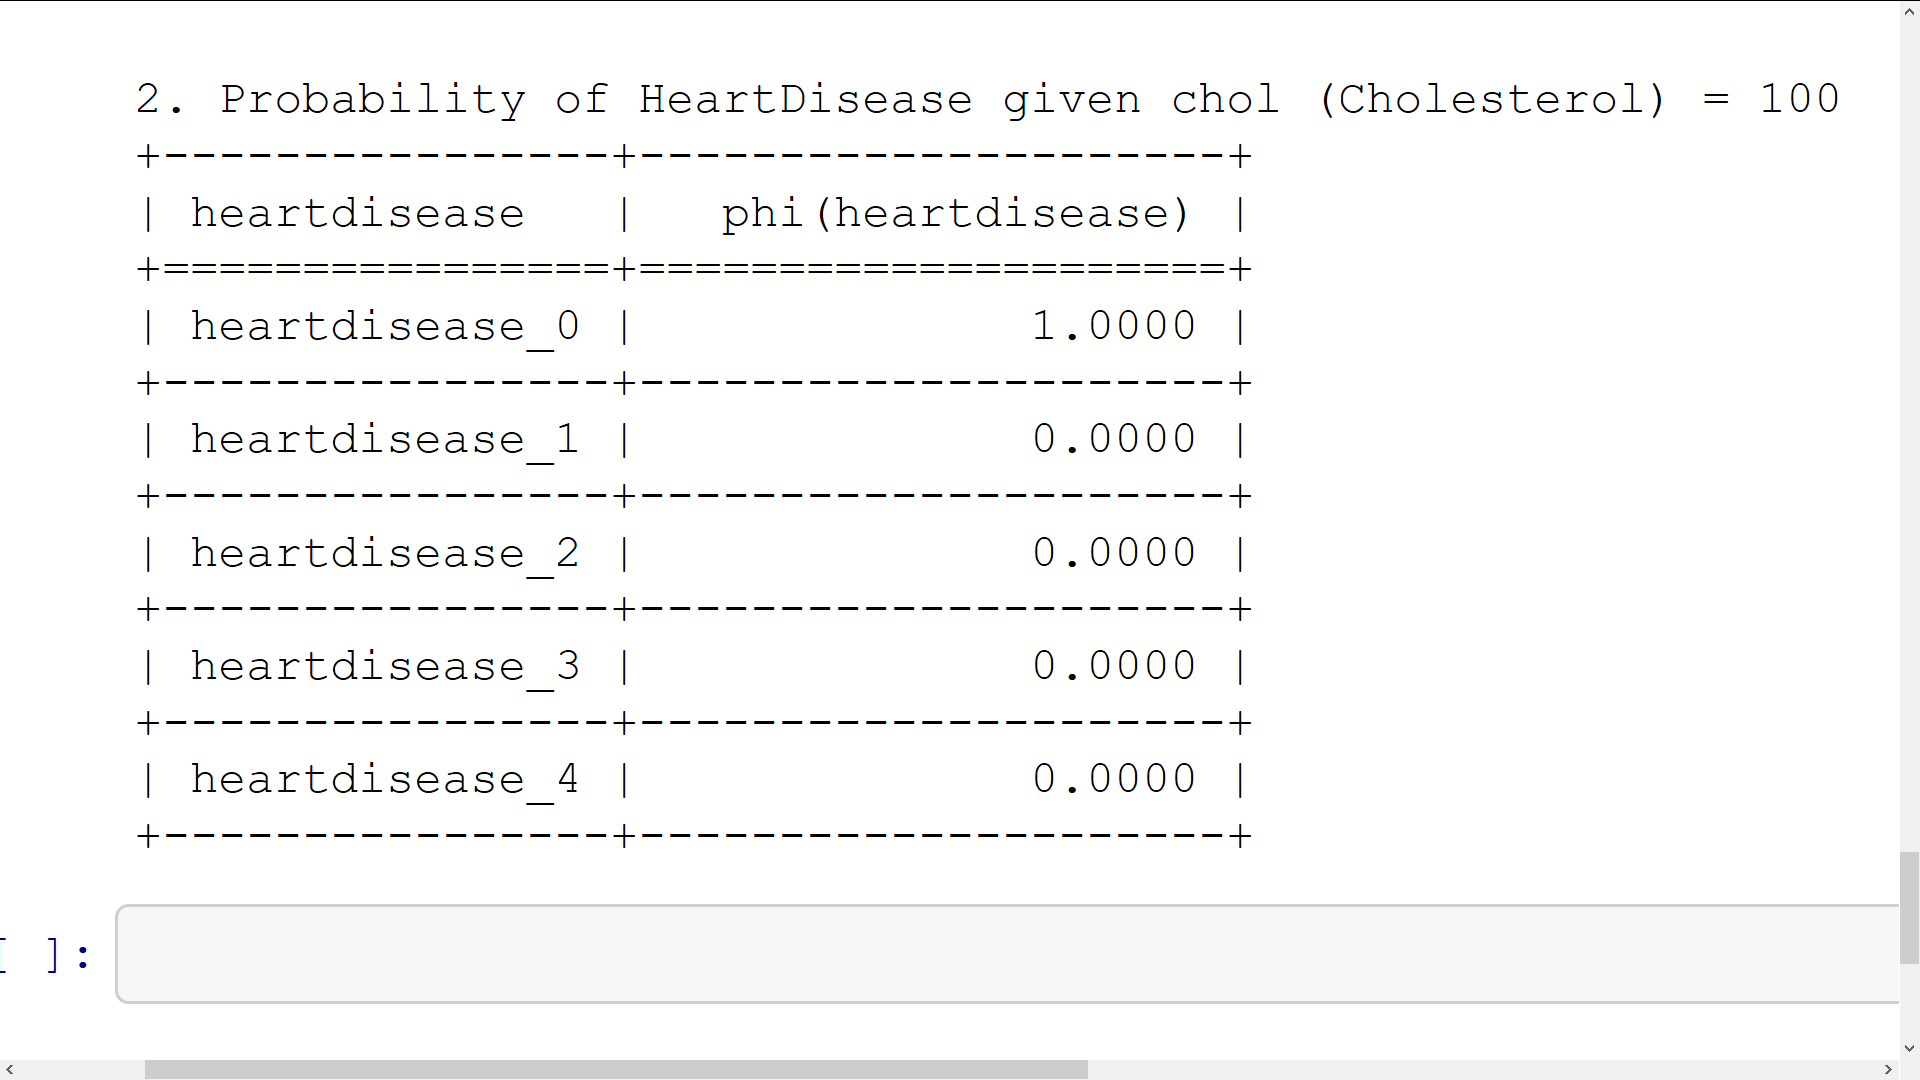 2. Probability of HeartDisease given chol (Cholesterol) = 100
+----------------+---------------------+
| heartdisease   |   phi(heartdisease) |
+================+=====================+
| heartdisease_0 |              1.0000 |
+----------------+---------------------+
| heartdisease_1 |              0.0000 |
+----------------+---------------------+
| heartdisease_2 |              0.0000 |
+----------------+---------------------+
| heartdisease_3 |              0.0000 |
+----------------+---------------------+
| heartdisease_4 |              0.0000 |
+----------------+---------------------+
[ ]: